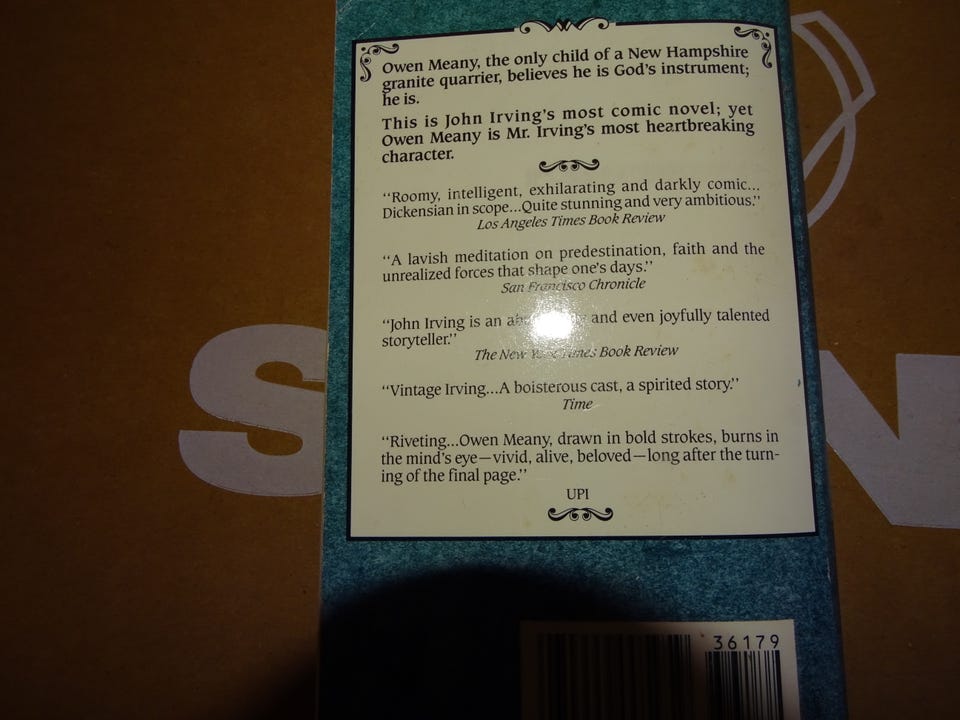 Owen Meany, the only child of a New Hampshire
granite quarrier, believes he is God's instrument;
he is.
This is John Irving's most comic novel; yet
Owen Meany is Mr. Irving's most heartbreaking
character.
"Roomy, intelligent, exhilarating and darkly comic...
Dickensian in scope...Quite stunning and very ambitious."
Los Angeles Times Book Review
"A lavish meditation on predestination, faith and the
unrealized forces that shape one's days."
San Francisco Chronicle
"John Irving is an and even joyfully talented
storyteller."
The New York Times Book Review
"Vintage Irving...A boisterous cast, a spirited story."
Time
"Riveting...Owen Meany, drawn in bold strokes, burns in
the mind's eye—vivid, alive, beloved—long after the turn-
ing of the final page."
UPI
36179
S N